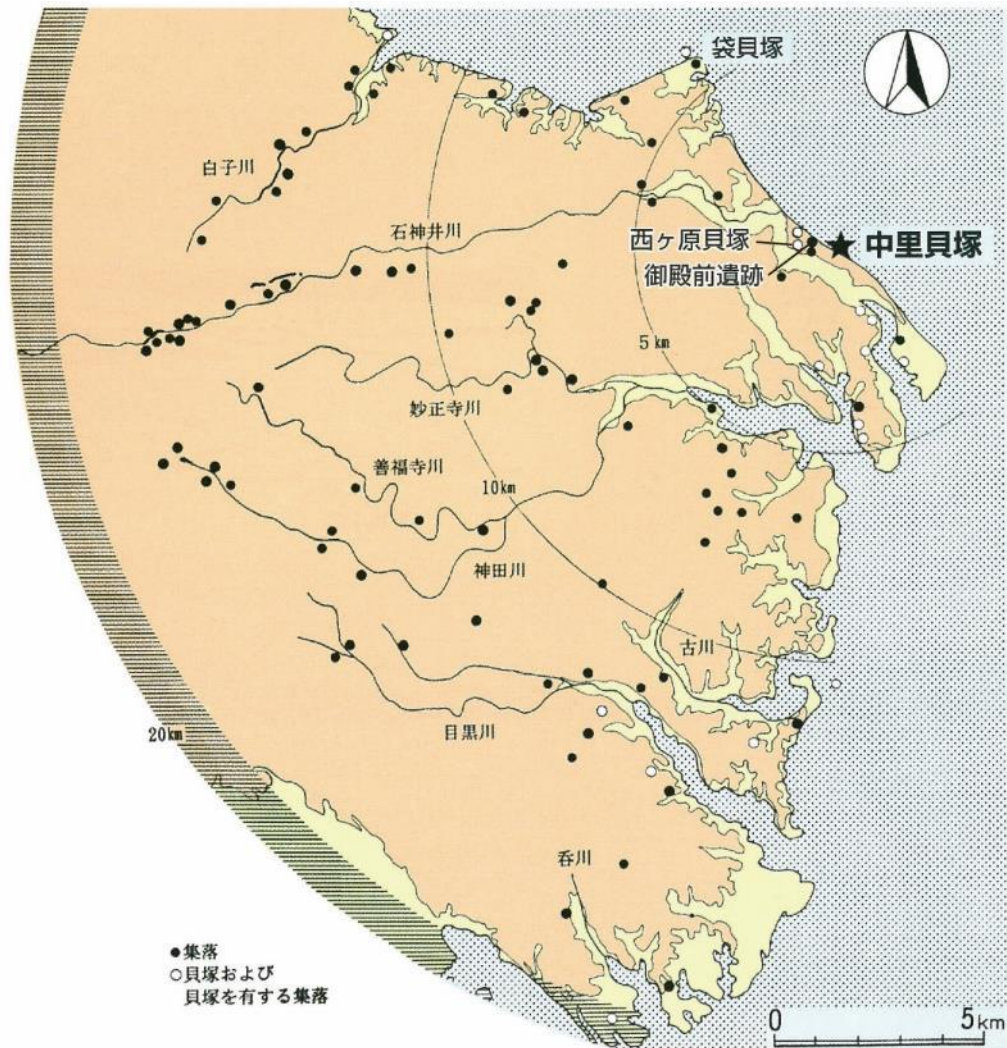 袋貝塚
白子川
石神井川
西ヶ原貝塚
中里貝塚
御殿前遺跡
5km
妙正寺川
善福寺川
10km
神田川
古川
目黒川
20km
呑川
●集落
○貝塚および
貝塚を有する集落
0 5km